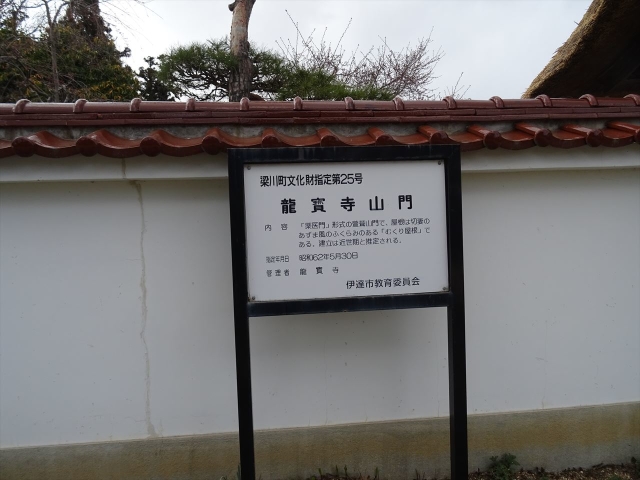 梁川町文化財指定第25号
龍寳寺山門
内容 「薬医門」形式の萱葺山門で、屋根は切妻の
あずま風のふくらみのある「むくり屋根」で
ある。建立は近世期と推定される。
指定年月日 昭和62年5月30日
管理者 龍寳寺
伊達市教育委員会